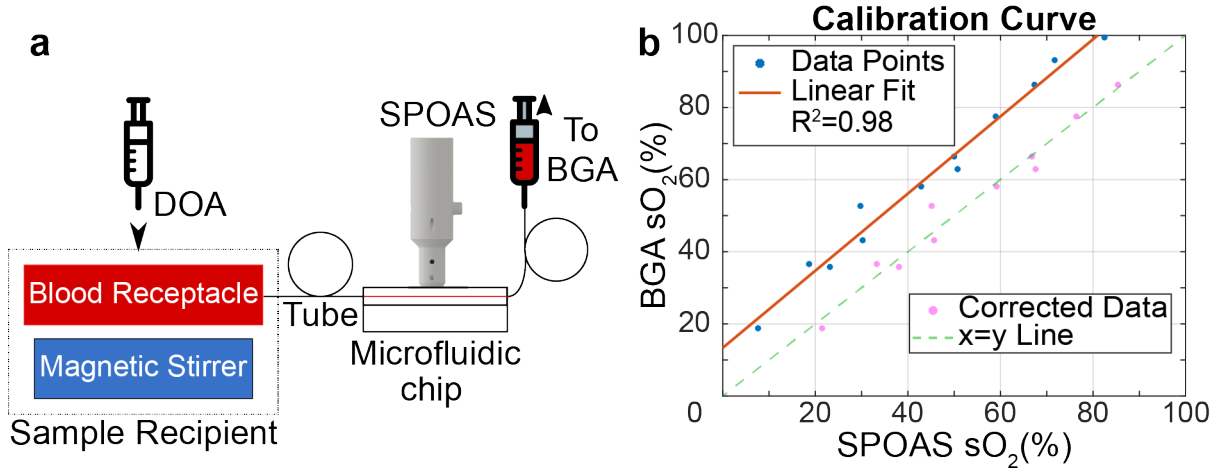 a
DOA
SPOAS
To
BGA
Blood Receptacle
Magnetic Stirrer
Sample Recipient
Tube
Microfluidic
chip
b
Calibration Curve
Data Points
Linear Fit
R²=0.98
Corrected Data
x=y Line
BGA sO₂(%)
100
80
60
40
20
0
20
40
60
80
100
SPOAS sO₂(%)